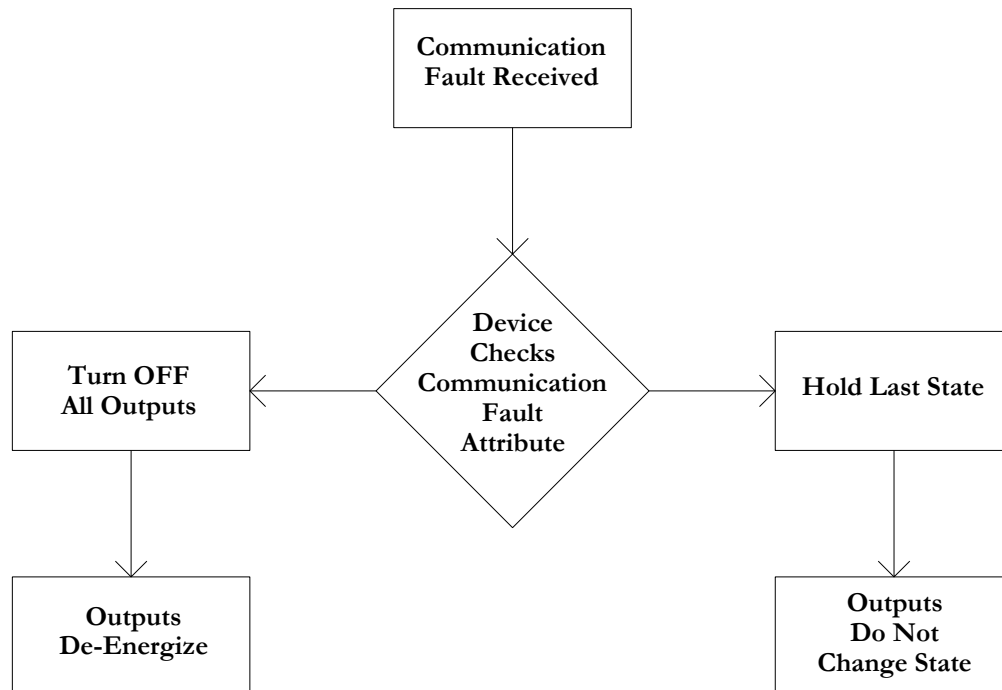 Communication
Fault Received
Device
Checks
Communication
Fault
Attribute
Turn OFF
All Outputs
Hold Last State
Outputs
De-Energize
Outputs
Do Not
Change State